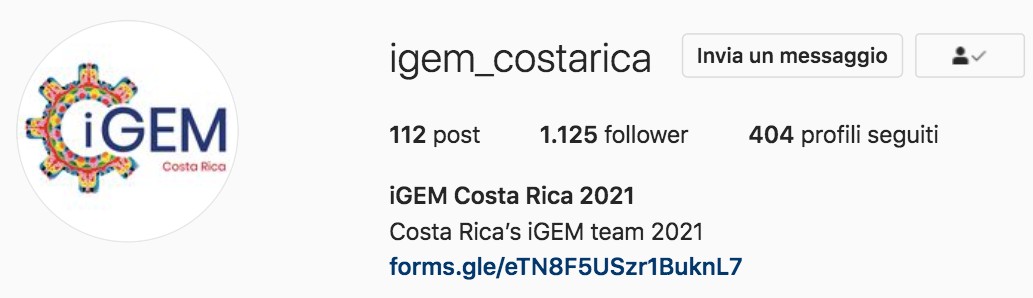 iGEM
Costa Rica
igem_costarica Invia un messaggio
112 post 1.125 follower 404 profili seguiti
iGEM Costa Rica 2021
Costa Rica’s iGEM team 2021
forms.gle/eTN8F5USzr1BuknL7